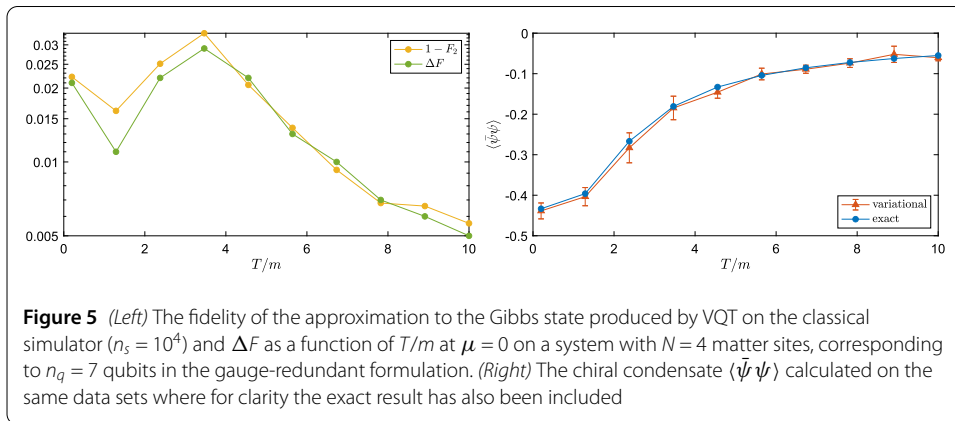 0.03
0.025
0.02
0.015
0.01
0.005
0 2 4 6 8 10
T/m
1 − F₂
ΔF
0
-0.1
-0.2
-0.3
-0.4
-0.5
0 2 4 6 8 10
T/m
⟨ψ̄ψ⟩
variational
exact
Figure 5 (Left) The fidelity of the approximation to the Gibbs state produced by VQT on the classical
simulator (nₛ = 10⁴) and ΔF as a function of T/m at μ = 0 on a system with N = 4 matter sites, corresponding
to n_q = 7 qubits in the gauge-redundant formulation. (Right) The chiral condensate ⟨ψ̄ψ⟩ calculated on the
same data sets where for clarity the exact result has also been included